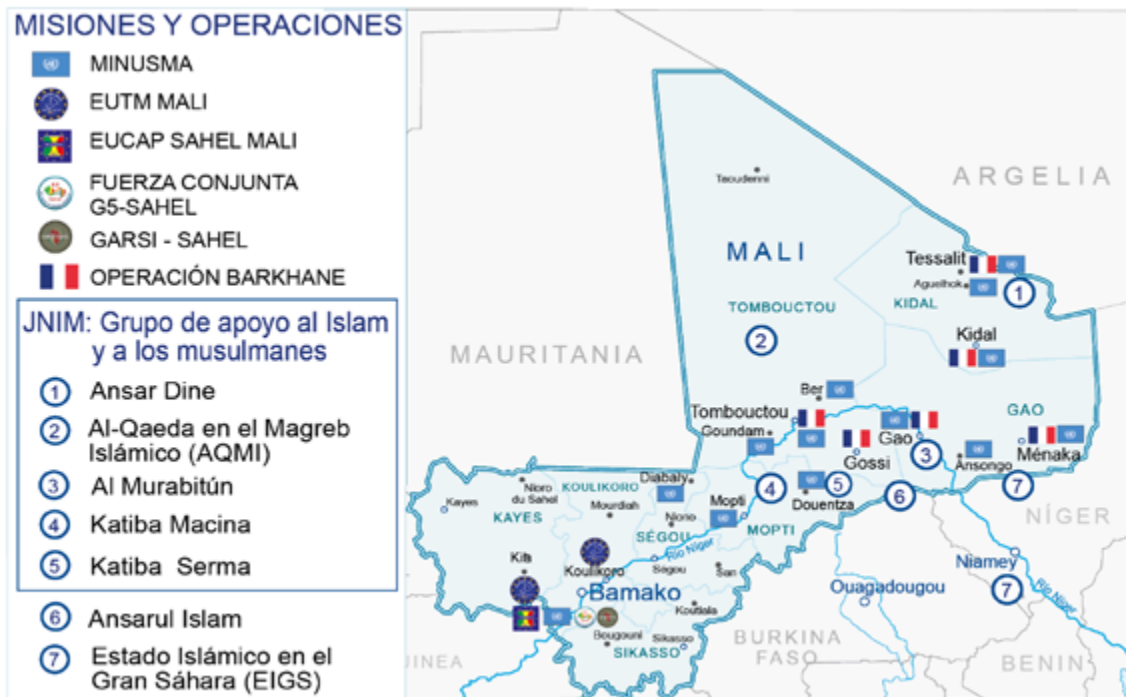 MISIONES Y OPERACIONES
MINUSMA
EUTM MALI
EUCAP SAHEL MALI
FUERZA CONJUNTA
G5-SAHEL
GARSI - SAHEL
OPERACIÓN BARKHANE
JNIM: Grupo de apoyo al Islam
y a los musulmanes
1 Ansar Dine
2 Al-Qaeda en el Magreb
Islámico (AQMI)
3 Al Murabitún
4 Katiba Macina
5 Katiba Serma
6 Ansarul Islam
7 Estado Islámico en el
Gran Sáhara (EIGS)
Taoudenni
ARGELIA
MALI
Tessalit
Aguelhok
1
KIDAL
TOMBOUCTOU
2
Kidal
MAURITANIA
Ber
Tombouctou
GAO
Goundam
Gao
Gossi
3
Ménaka
Ansongo
Diabaly
Nioro
du Sahel
KOULIKORO
Kayes
Mourdiah
4
5
Douentza
6
7
KAYES
Mopti
Niono
NÍGER
SÉGOU
MOPTI
Río Níger
Kita
Koulikoro
Ségou
San
Niamey
Bamako
Ouagadougou
7
Río Níger
Koutiala
Bougouni
Sikasso
SIKASSO
BURKINA
FASO
UINEA
BENIN